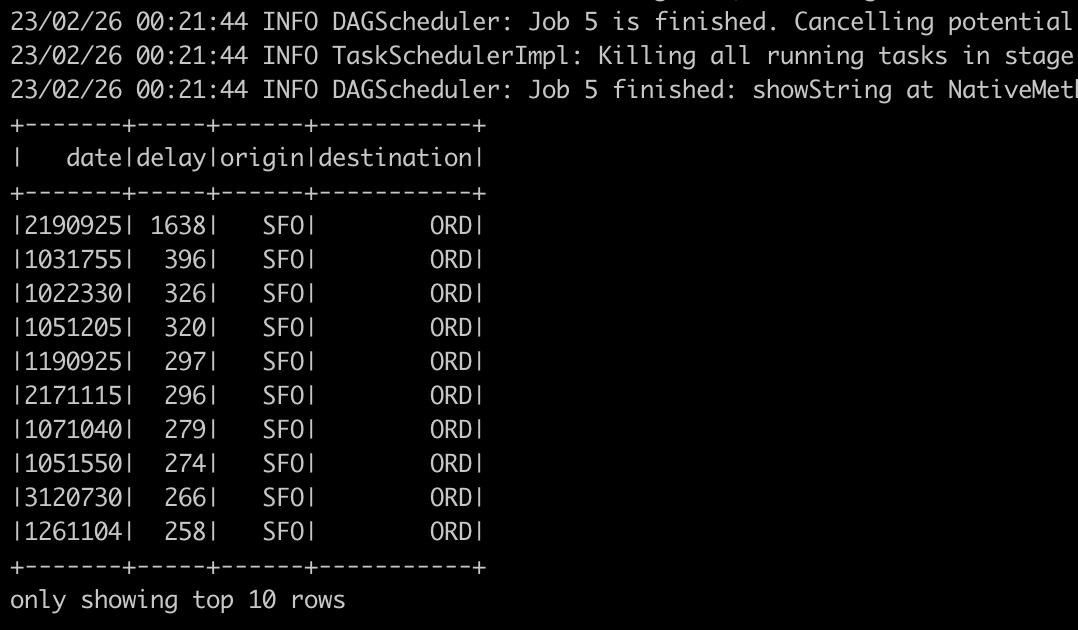 23/02/26 00:21:44 INFO DAGScheduler: Job 5 is finished. Cancelling potential
23/02/26 00:21:44 INFO TaskSchedulerImpl: Killing all running tasks in stage
23/02/26 00:21:44 INFO DAGScheduler: Job 5 finished: showString at NativeMeth
+-------+-----+------+-----------+
|   date|delay|origin|destination|
+-------+-----+------+-----------+
|2190925| 1638|   SFO|        ORD|
|1031755|  396|   SFO|        ORD|
|1022330|  326|   SFO|        ORD|
|1051205|  320|   SFO|        ORD|
|1190925|  297|   SFO|        ORD|
|2171115|  296|   SFO|        ORD|
|1071040|  279|   SFO|        ORD|
|1051550|  274|   SFO|        ORD|
|3120730|  266|   SFO|        ORD|
|1261104|  258|   SFO|        ORD|
+-------+-----+------+-----------+
only showing top 10 rows